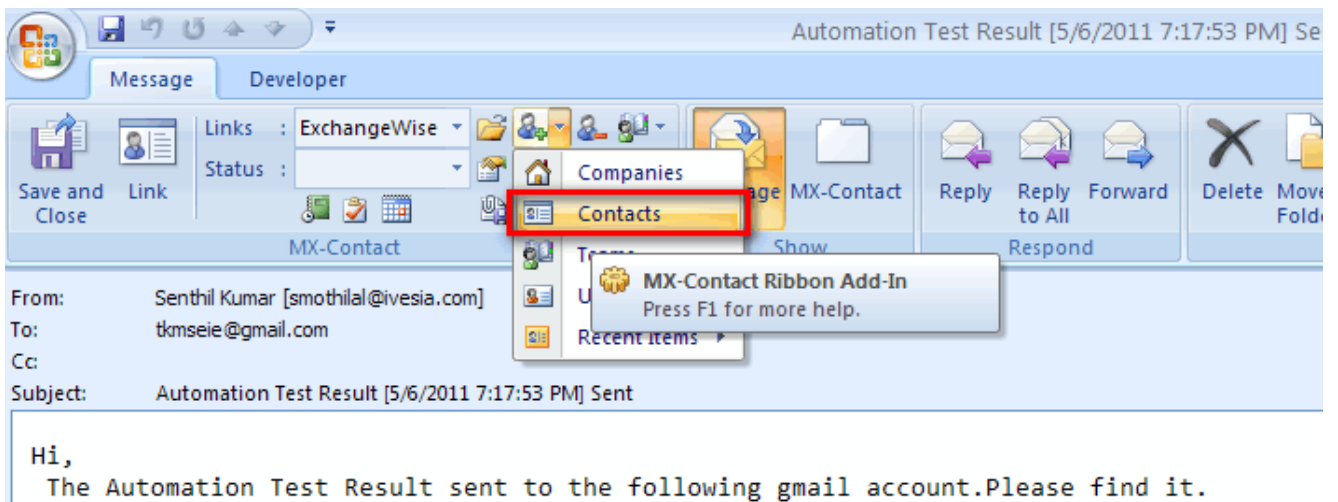 Automation Test Result [5/6/2011 7:17:53 PM] Se
Message Developer
Links : ExchangeWise
Status :
Save and Close
Link
MX-Contact
Companies
Contacts
Recent Items
MX-Contact Ribbon Add-In
Press F1 for more help.
MX-Contact
Show
Reply
Reply to All
Forward
Respond
Delete
From: Senthil Kumar [smothilal@ivesia.com]
To: tkmseie@gmail.com
Cc:
Subject: Automation Test Result [5/6/2011 7:17:53 PM] Sent
Hi,
The Automation Test Result sent to the following gmail account.Please find it.